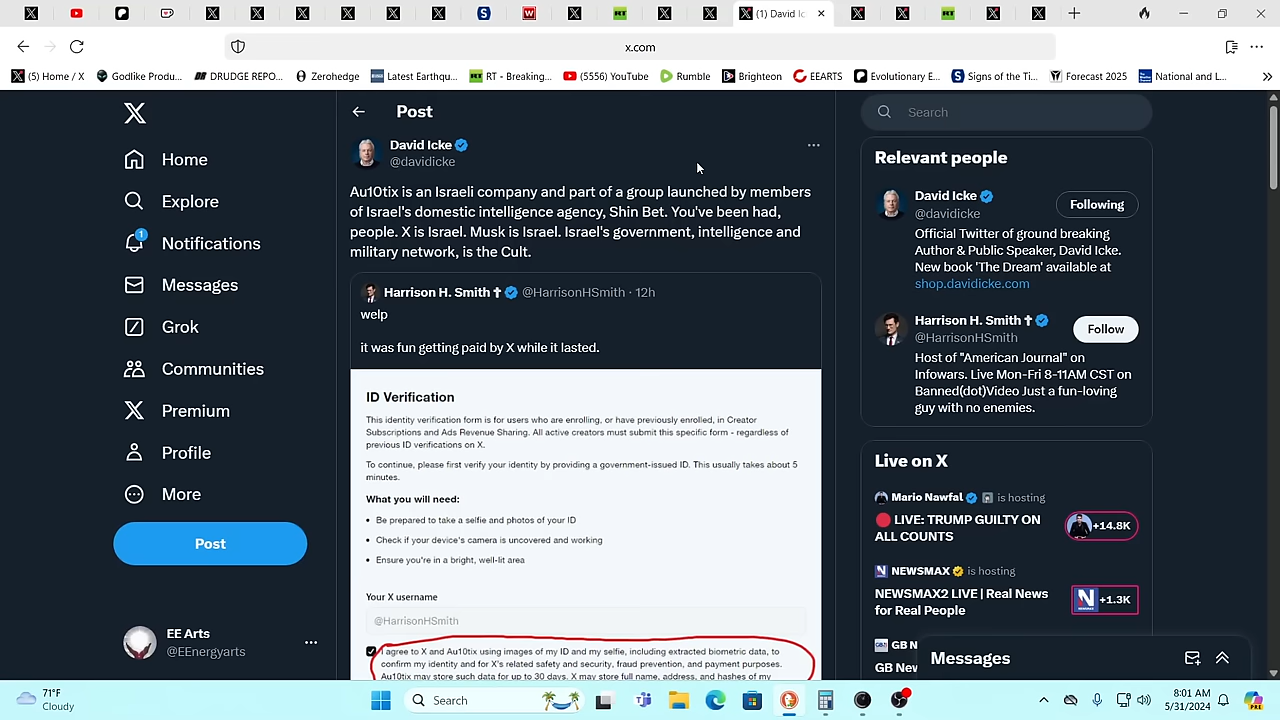 (1) David Ic
x.com
(5) Home / X
Godlike Produ...
DRUDGE REPO...
Zerohedge
Latest Earthqu...
RT - Breaking...
(5556) YouTube
Rumble
Brighteon
EEARTS
Evolutionary E...
Signs of the Ti...
Forecast 2025
National and L...
Post
Search
Home
Explore
1
Notifications
Messages
Grok
Communities
Premium
Profile
More
Post
EE Arts
@EEnergyarts
David Icke
@davidicke
Au10tix is an Israeli company and part of a group launched by members
of Israel's domestic intelligence agency, Shin Bet. You've been had,
people. X is Israel. Musk is Israel. Israel's government, intelligence and
military network, is the Cult.
Harrison H. Smith ✝ @HarrisonHSmith · 12h
welp
it was fun getting paid by X while it lasted.
ID Verification
This identity verification form is for users who are enrolling, or have previously enrolled, in Creator
Subscriptions and Ads Revenue Sharing. All active creators must submit this specific form - regardless of
previous ID verifications on X.
To continue, please first verify your identity by providing a government-issued ID. This usually takes about 5
minutes.
What you will need:
• Be prepared to take a selfie and photos of your ID
• Check if your device's camera is uncovered and working
• Ensure you're in a bright, well-lit area
Your X username
@HarrisonHSmith
I agree to X and Au10tix using images of my ID and my selfie, including extracted biometric data, to
confirm my identity and for X's related safety and security, fraud prevention, and payment purposes.
Au10tix may store such data for up to 30 days. X may store full name, address, and hashes of my
Relevant people
David Icke
@davidicke
Following
Official Twitter of ground breaking
Author & Public Speaker, David Icke.
New book 'The Dream' available at
shop.davidicke.com
Harrison H. Smith ✝
@HarrisonHSmith
Follow
Host of "American Journal" on
Infowars. Live Mon-Fri 8-11AM CST on
Banned(dot)Video Just a fun-loving
guy with no enemies.
Live on X
Mario Nawfal is hosting
LIVE: TRUMP GUILTY ON
ALL COUNTS
+14.8K
NEWSMAX is hosting
NEWSMAX2 LIVE | Real News
for Real People
+1.3K
GB N
GB New
Messages
71°F
Cloudy
Search
8:01 AM
5/31/2024